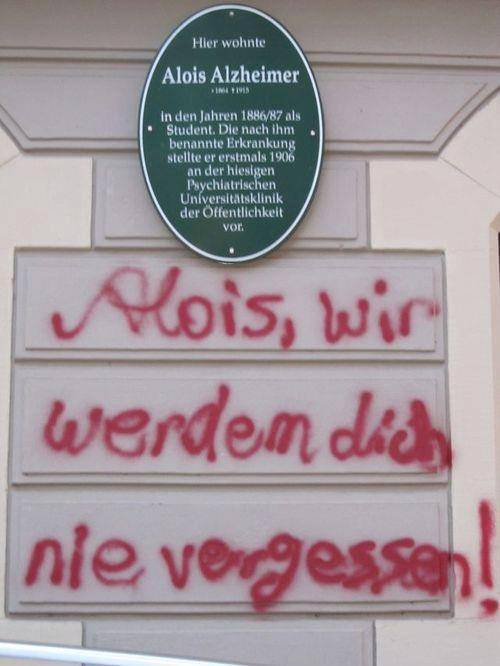 Hier wohnte
Alois Alzheimer
*1864 †1915
in den Jahren 1886/87 als
Student. Die nach ihm
benannte Erkrankung
stellte er erstmals 1906
an der hiesigen
Psychiatrischen
Universitätsklinik
der Öffentlichkeit
vor.
Alois, wir
werdem dich
nie vergessen!